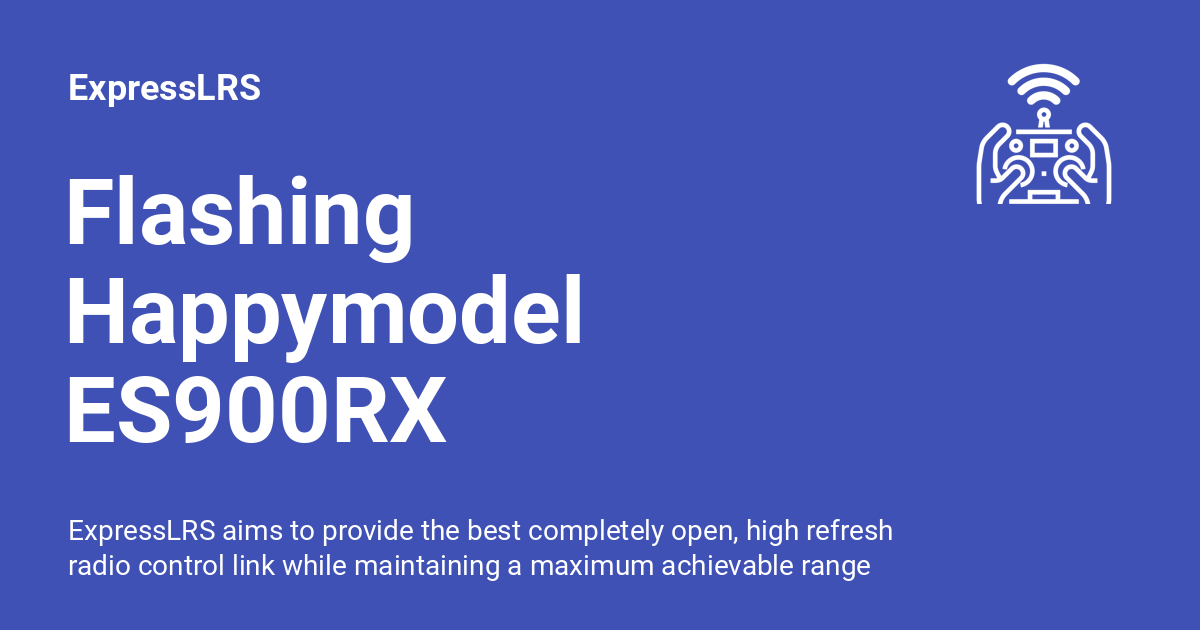 ExpressLRS
Flashing
Happymodel
ES900RX
ExpressLRS aims to provide the best completely open, high refresh
radio control link while maintaining a maximum achievable range